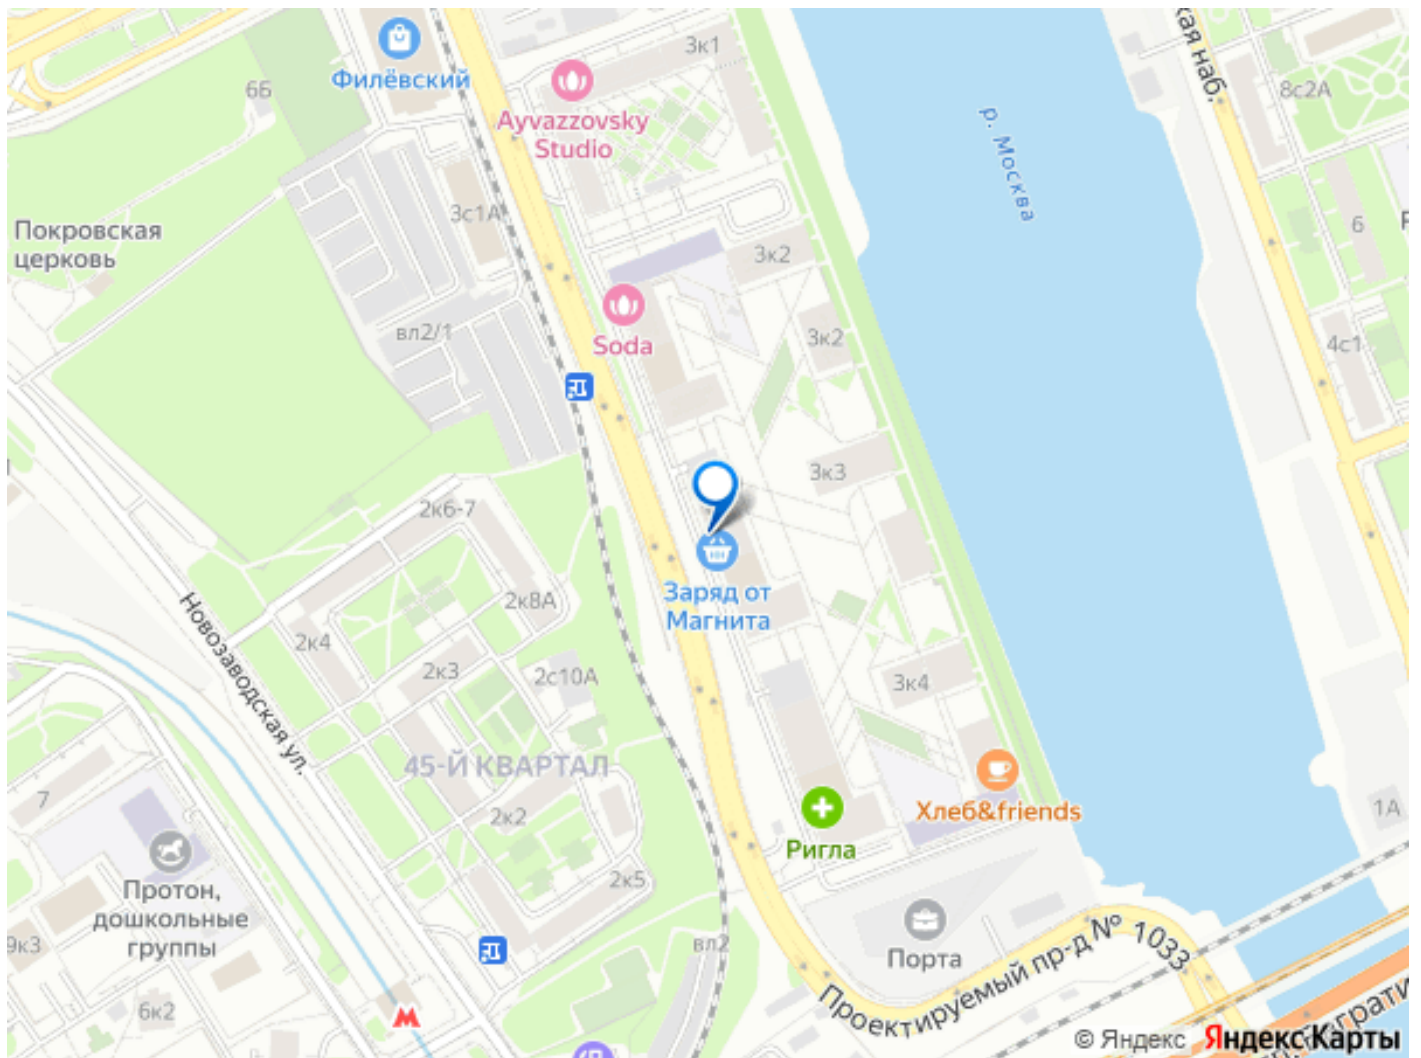 3к1
кая наб.
Филёвский
6Б
8с2А
Ayvazzovsky
Studio
р. Москва
3с1А
Покровская
церковь
6
3к2
вл2/1
Soda
3к2
4с1
3к3
2к6-7
Заряд от
Магнита
2к8А
Новозаводская ул.
2к4
2к3
2с10А
3к4
45-Й КВАРТАЛ
7
2к2
Хлеб&friends
1А
Ригла
Протон,
дошкольные
группы
2к5
9к3
вл2
Порта
Проектируемый пр-д № 1033
6к2
© Яндекс Яндекс Карты